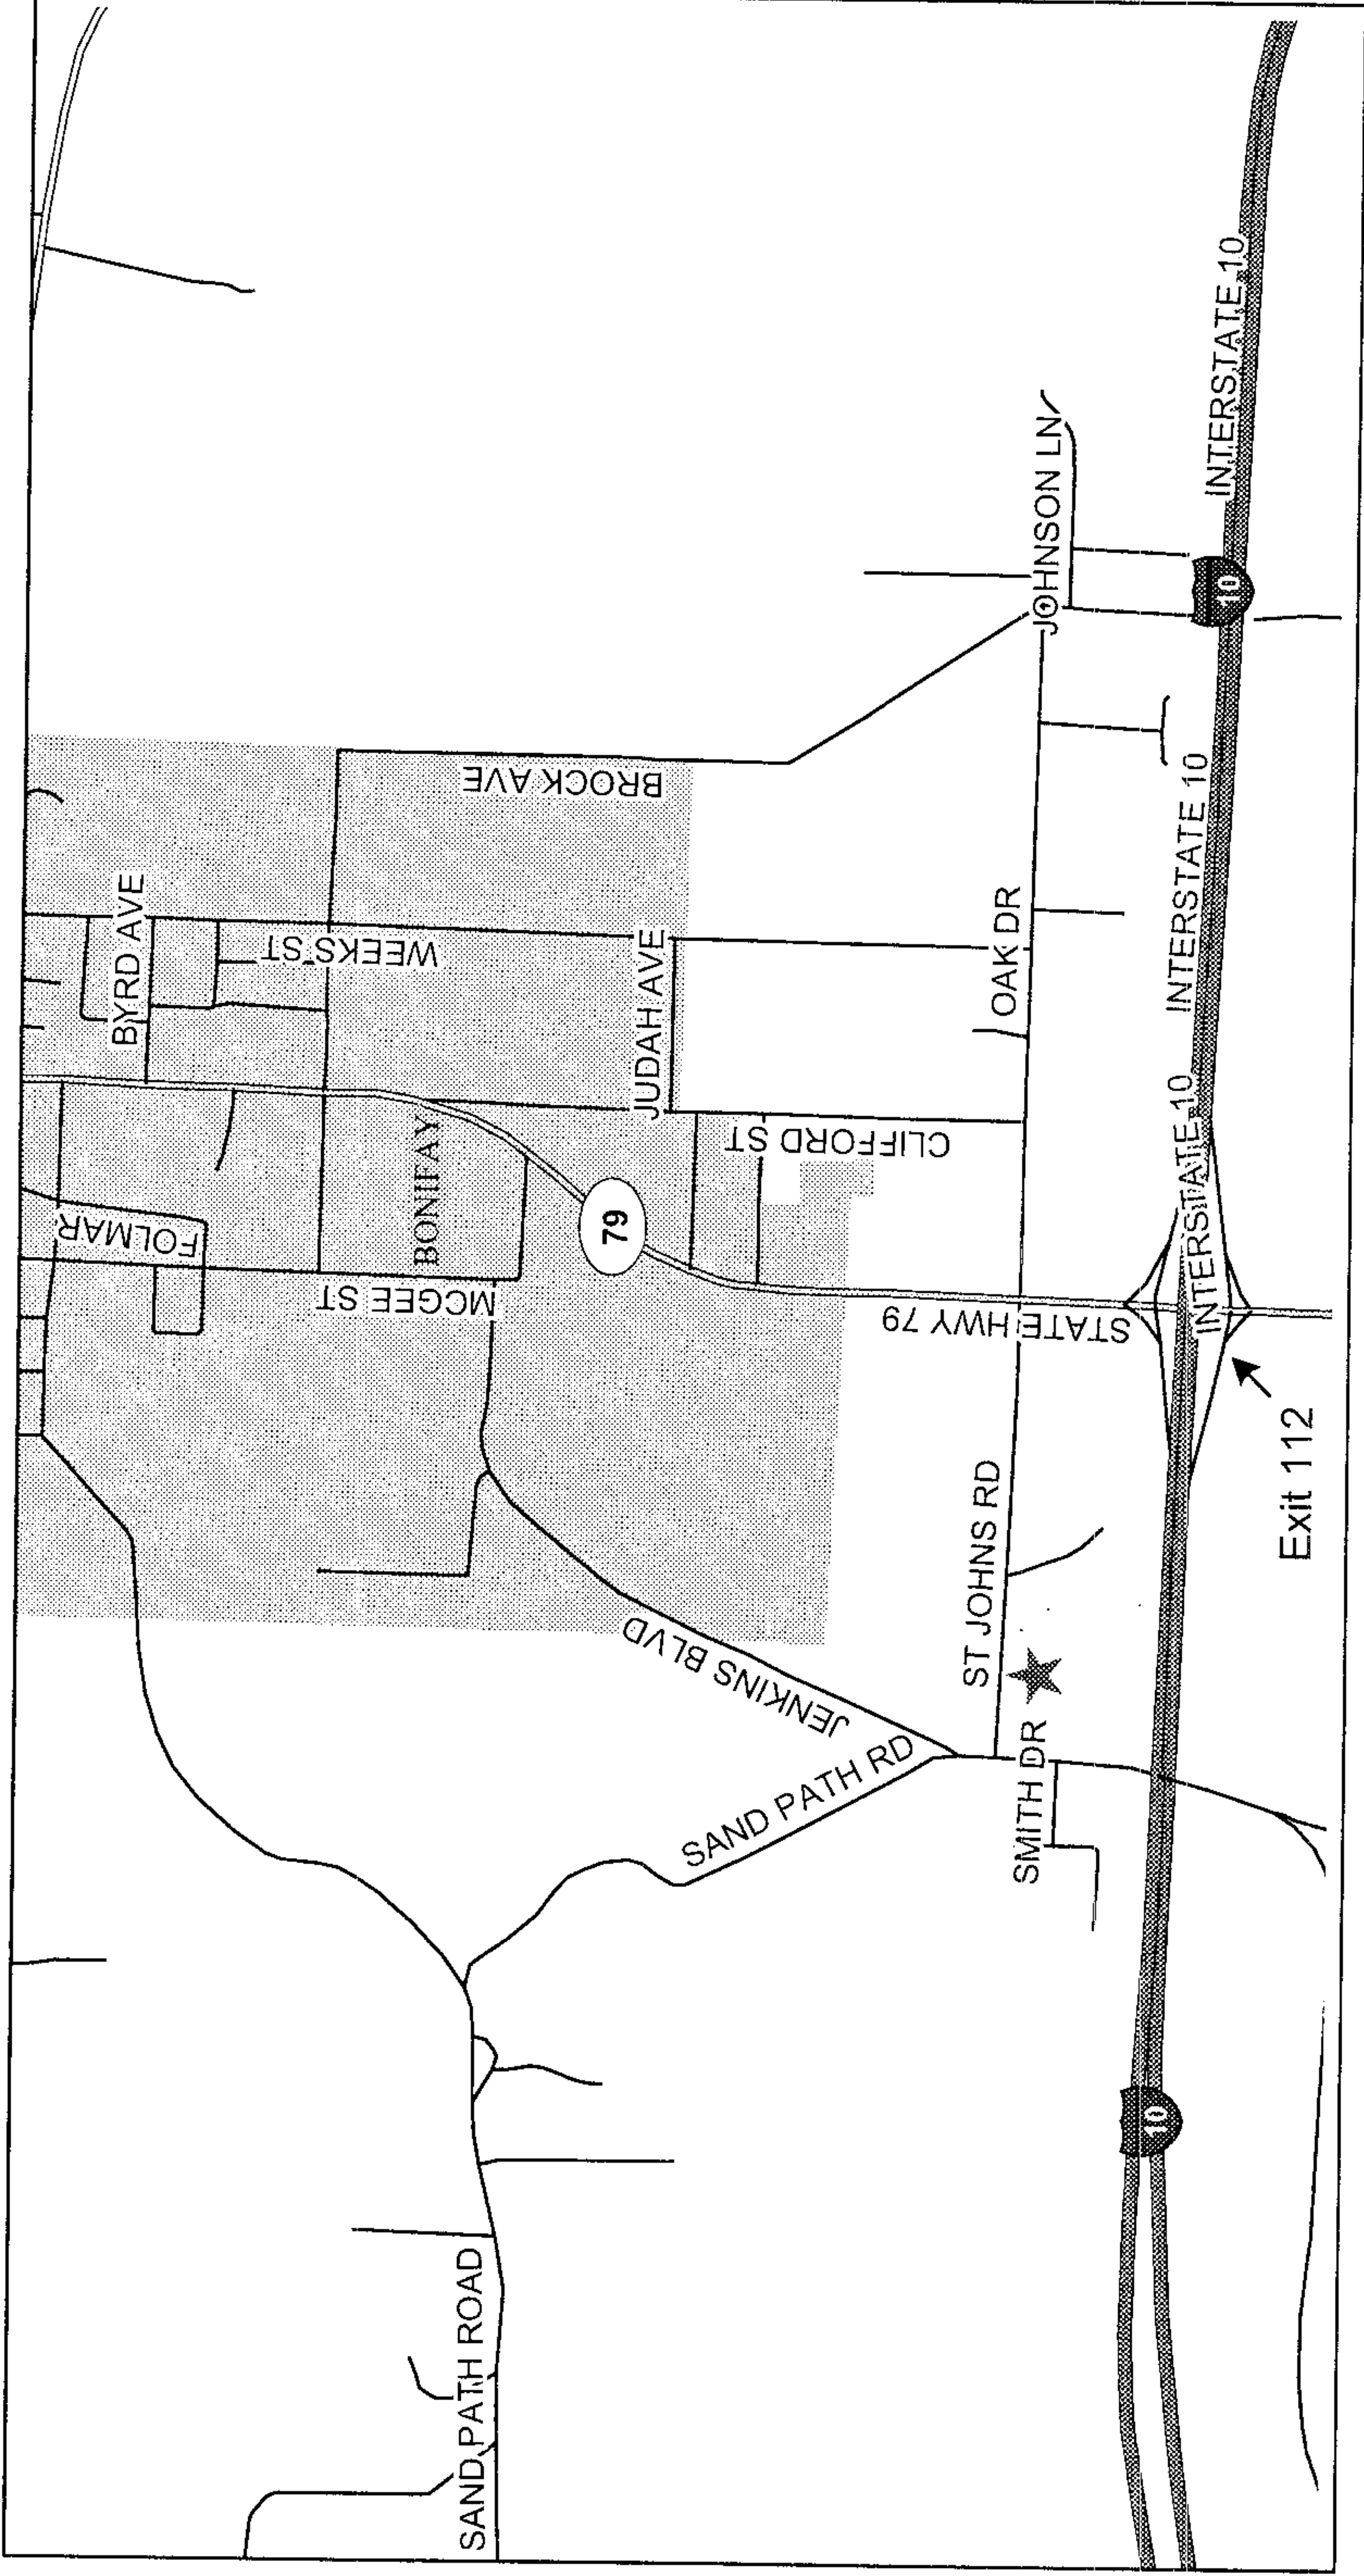 BYRD AVE
FOLMAR
WEEKS ST
MCGEE ST
BONIFAY
BROCK AVE
JUDAH AVE
79
CLIFFORD ST
JENKINS BLVD
SAND PATH RD
SAND PATH ROAD
STATE HWY 79
OAK DR
ST JOHNS RD
SMITH DR
JOHNSON LN
INTERSTATE 10
INTERSTATE 10
INTERSTATE 10
INTERSTATE 10
10
10
Exit 112